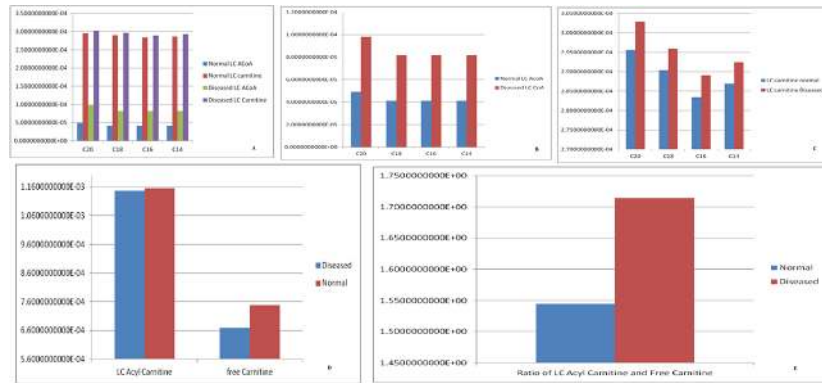 3.5000000000E-04
3.0000000000E-04
2.5000000000E-04
2.0000000000E-04
1.5000000000E-04
1.0000000000E-04
5.0000000000E-05
0.0000000000E+00
C20 C18 C16 C14
Normal LC ACoA
Normal LC carnitine
Diseased LC ACoA
Diseased LC Carnitine
A
1.2000000000E-04
1.0000000000E-04
C20 C18 C16 C14
Normal LC ACoA
Diseased LC CoA
B
C20 C18 C16 C14
LC carnitine normal
LC carnitine Diseased
1.1600000000E-03
1.0600000000E-03
9.6000000000E-04
8.6000000000E-04
7.6000000000E-04
6.6000000000E-04
5.6000000000E-04
LC Acyl Carnitine free Carnitine
Diseased
Normal
1.7500000000E+00
1.7000000000E+00
1.6500000000E+00
1.6000000000E+00
1.5500000000E+00
1.5000000000E+00
1.4500000000E+00
Ratio of LC Acyl Carnitine and Free Carnitine
Normal
Diseased
E